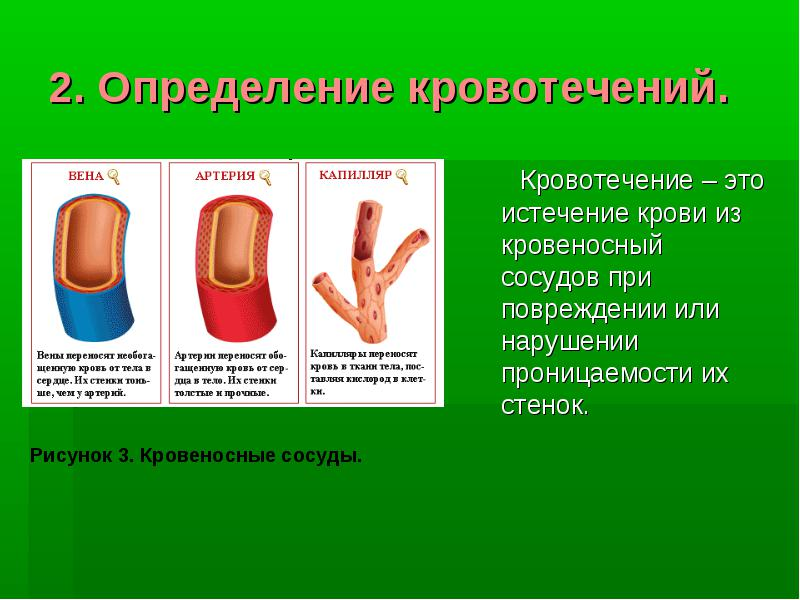 2. Определение кровотечений.
ВЕНА
Вены переносят необога-
щенную кровь от тела в
сердце. Их стенки тонь-
ше, чем у артерий.
АРТЕРИЯ
Артерии переносят обо-
гащенную кровь от сер-
дца в тело. Их стенки
толстые и прочные.
КАПИЛЛЯР
Капилляры переносят
кровь в ткани тела, пос-
тавляя кислород в клет-
ки.
Рисунок 3. Кровеносные сосуды.
Кровотечение – это
истечение крови из
кровеносный
сосудов при
повреждении или
нарушении
проницаемости их
стенок.